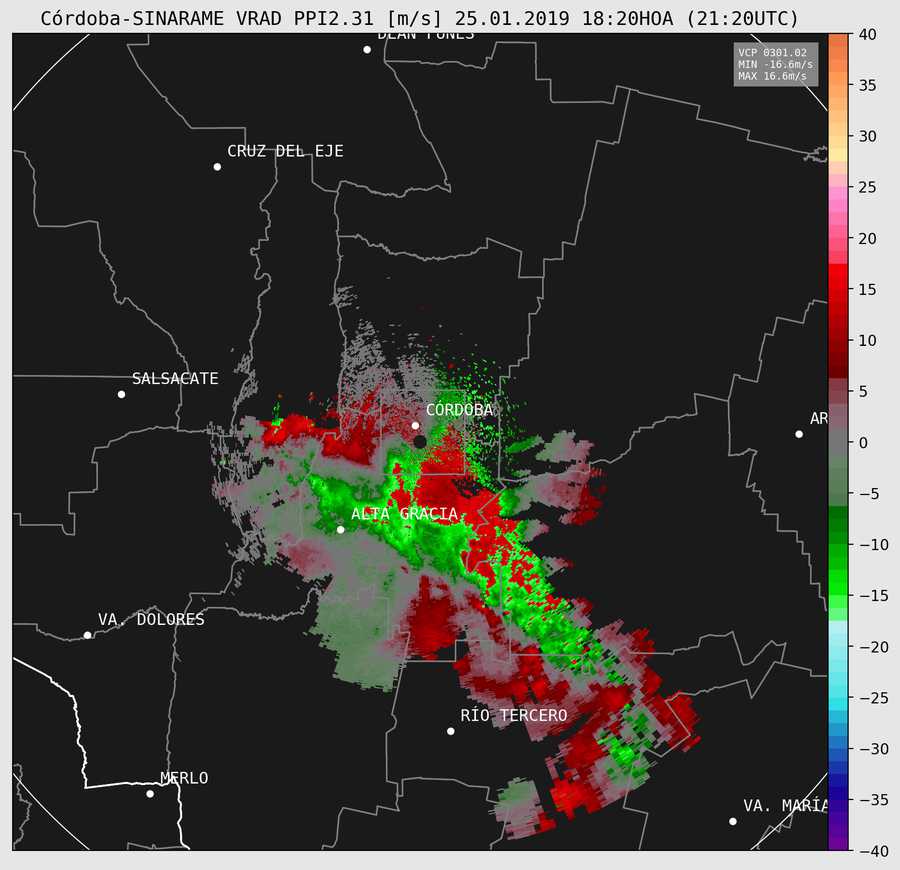 Córdoba-SINARAME VRAD PPI2.31 [m/s] 25.01.2019 18:20HOA (21:20UTC)
DEAN FUNES
VCP 0301.02
MIN -16.6m/s
MAX 16.6m/s
CRUZ DEL EJE
SALSACATE
CORDOBA
AR
ALTA GRACIA
VA. DOLORES
RÍO TERCERO
MERLO
VA. MARÍA
40
35
30
25
20
15
10
5
0
−5
−10
−15
−20
−25
−30
−35
−40